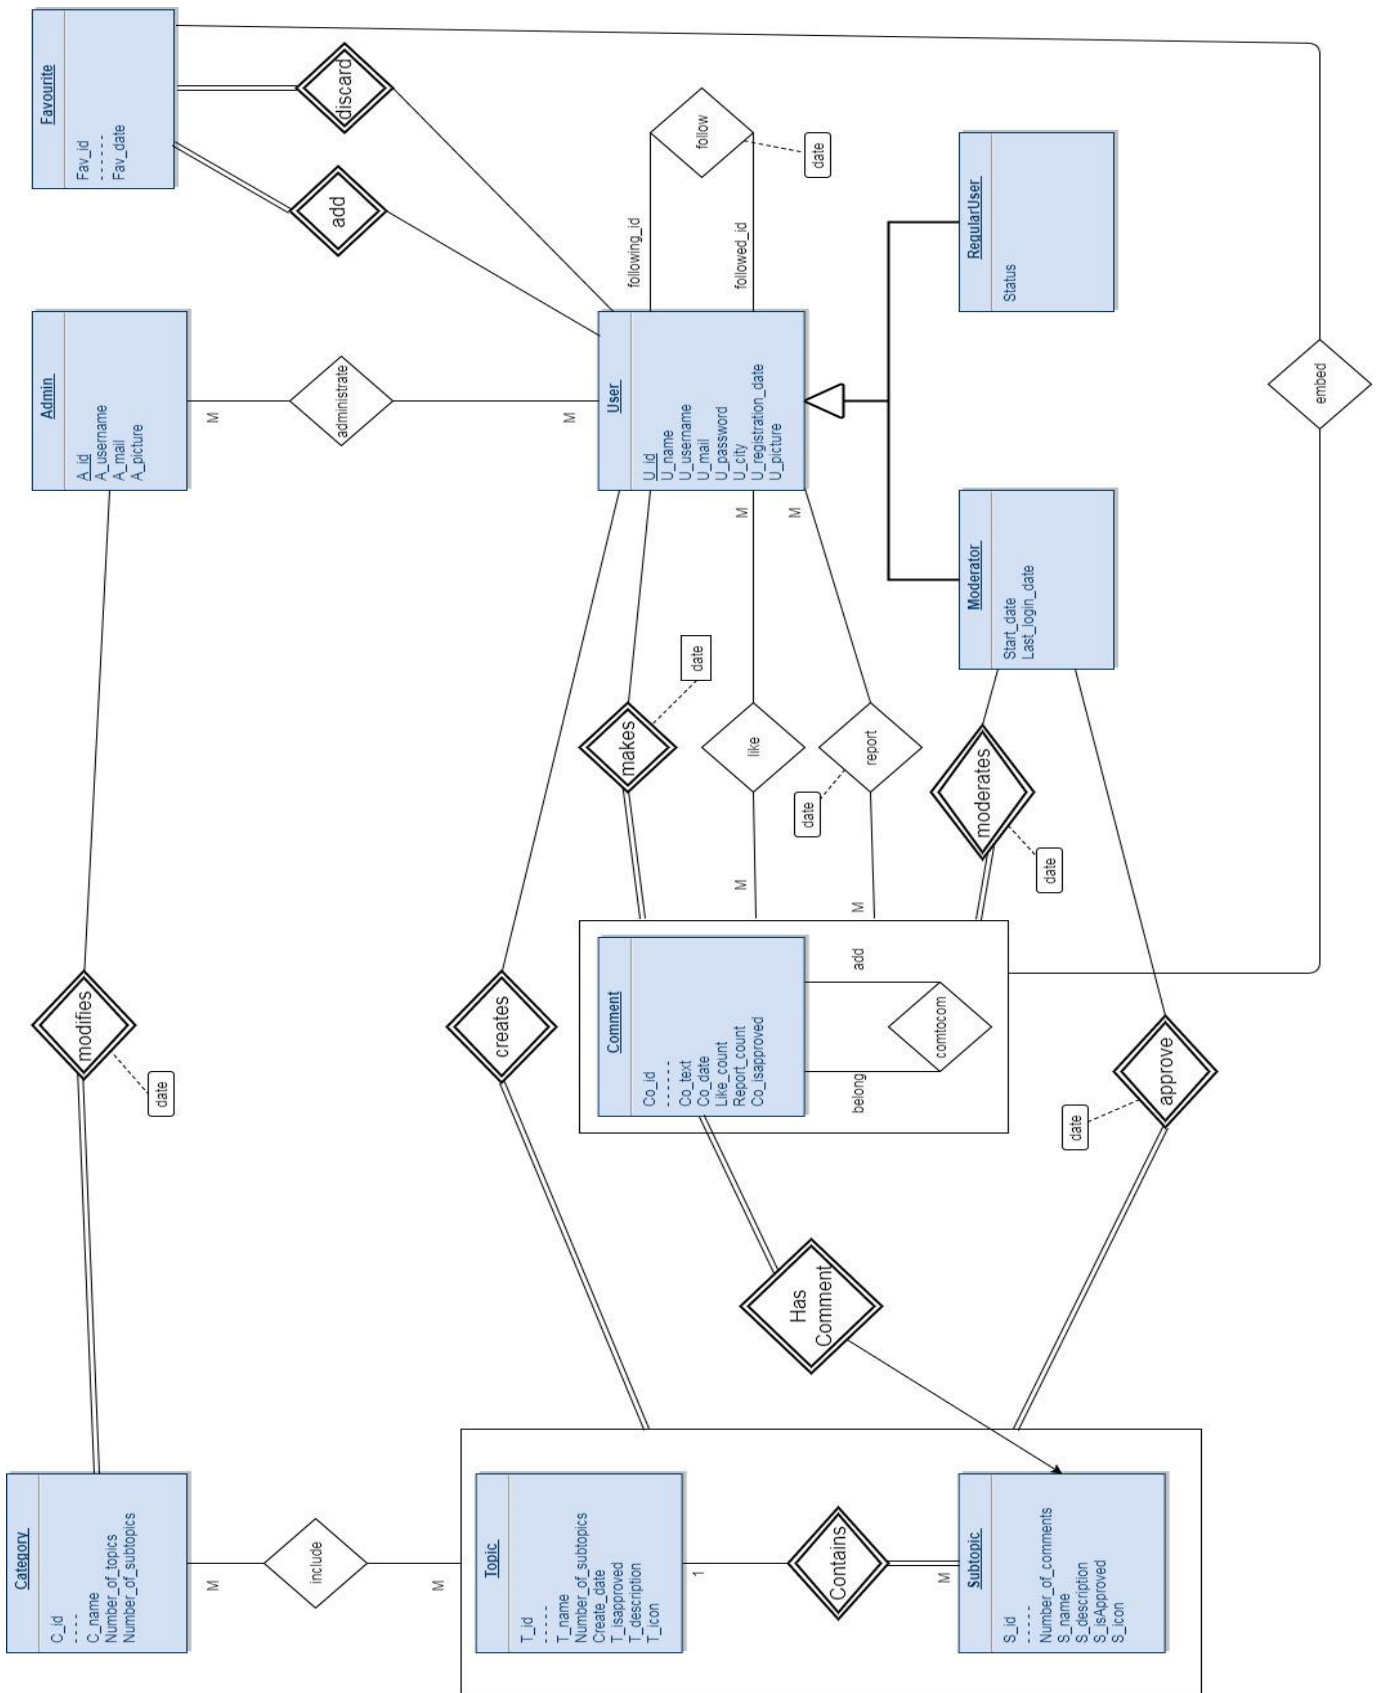 Category
C_id
- - - -
C_name
Number_of_topics
Number_of_subtopics
modifies
date
Admin
A_id
A_username
A_mail
A_picture
Favourite
Fav_id
- - - - - -
Fav_date
M
include
M
M
administrate
M
add
discard
Topic
T_id
- - - - -
T_name
Number_of_subtopics
Create_date
T_isapproved
T_description
T_icon
creates
User
U_id
U_name
U_username
U_mail
U_password
U_city
U_registration_date
U_picture
following_id
followed_id
follow
date
makes
date
M
like
M
M
report
date
M
Comment
Co_id
- - - - -
Co_text
Co_date
Like_count
Report_count
Co_isapproved
belong
add
comtocom
1
Contains
M
Has
Comment
moderates
date
Subtopic
S_id
- - - - -
Number_of_comments
S_name
S_description
S_isApproved
S_icon
approve
date
Moderator
Start_date
Last_login_date
RegularUser
Status
embed